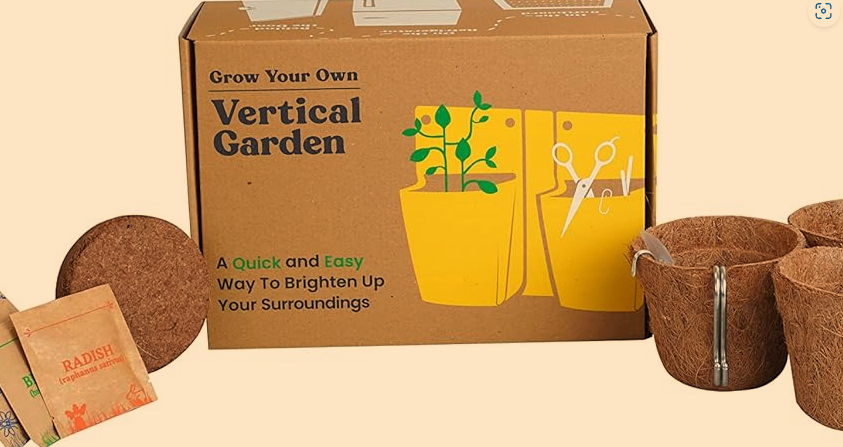 Grow Your Own
Vertical
Garden
A Quick and Easy
Way To Brighten Up
Your Surroundings
RADISH
(raphanus sativus)